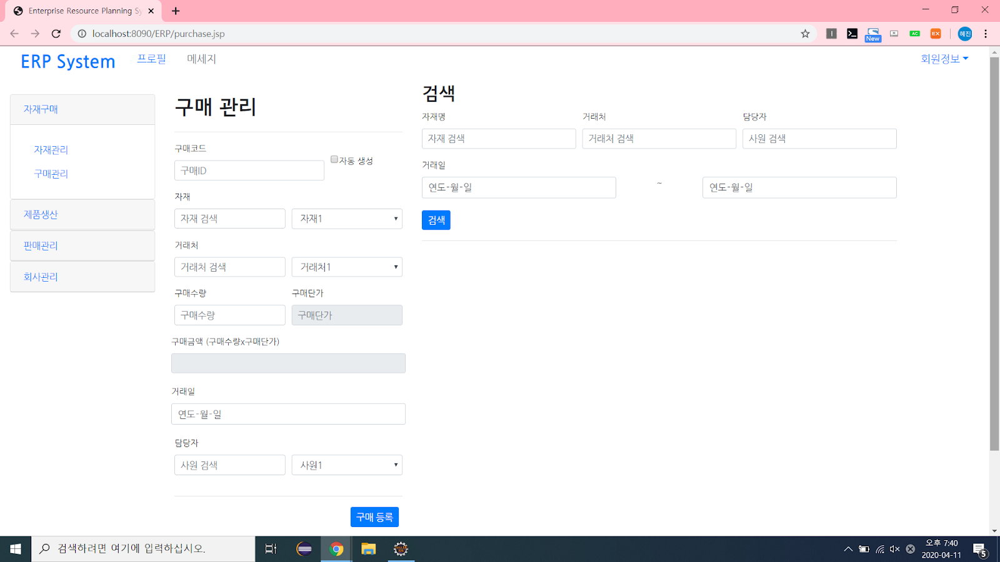 Enterprise Resource Planning Sy
localhost:8090/ERP/purchase.jsp
New
AC
EX
혜진
ERP System
프로필
메세지
회원정보
자재구매
자재관리
구매관리
제품생산
판매관리
회사관리
구매 관리
구매코드
구매ID
자동 생성
자재
자재 검색
자재1
거래처
거래처 검색
거래처1
구매수량
구매단가
구매수량
구매단가
구매금액 (구매수량x구매단가)
거래일
연도-월-일
담당자
사원 검색
사원1
구매 등록
검색
자재명
거래처
담당자
자재 검색
거래처 검색
사원 검색
거래일
연도-월-일
~
연도-월-일
검색
검색하려면 여기에 입력하십시오.
오후 7:40
2020-04-11
5